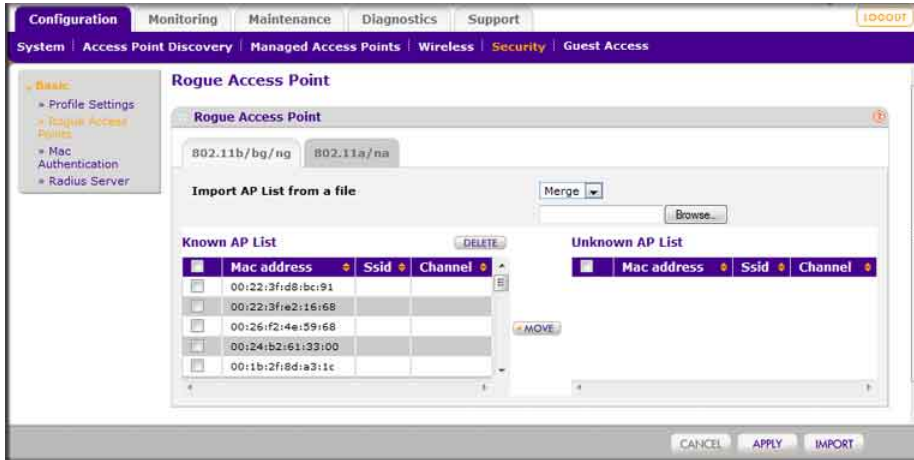 Configuration Monitoring Maintenance Diagnostics Support LOGOUT
System Access Point Discovery Managed Access Points Wireless Security Guest Access
Basic
Profile Settings
Rogue Access
Points
Mac
Authentication
Radius Server
Rogue Access Point
Rogue Access Point
802.11b/bg/ng 802.11a/na
Import AP List from a file Merge
Browse...
Known AP List DELETE
Mac address Ssid Channel
00:22:3f:d8:bc:91
00:22:3f:e2:16:68
00:26:f2:4e:59:68
00:24:b2:61:33:00
00:1b:2f:8d:a3:1c
MOVE
Unknown AP List
Mac address Ssid Channel
CANCEL APPLY IMPORT